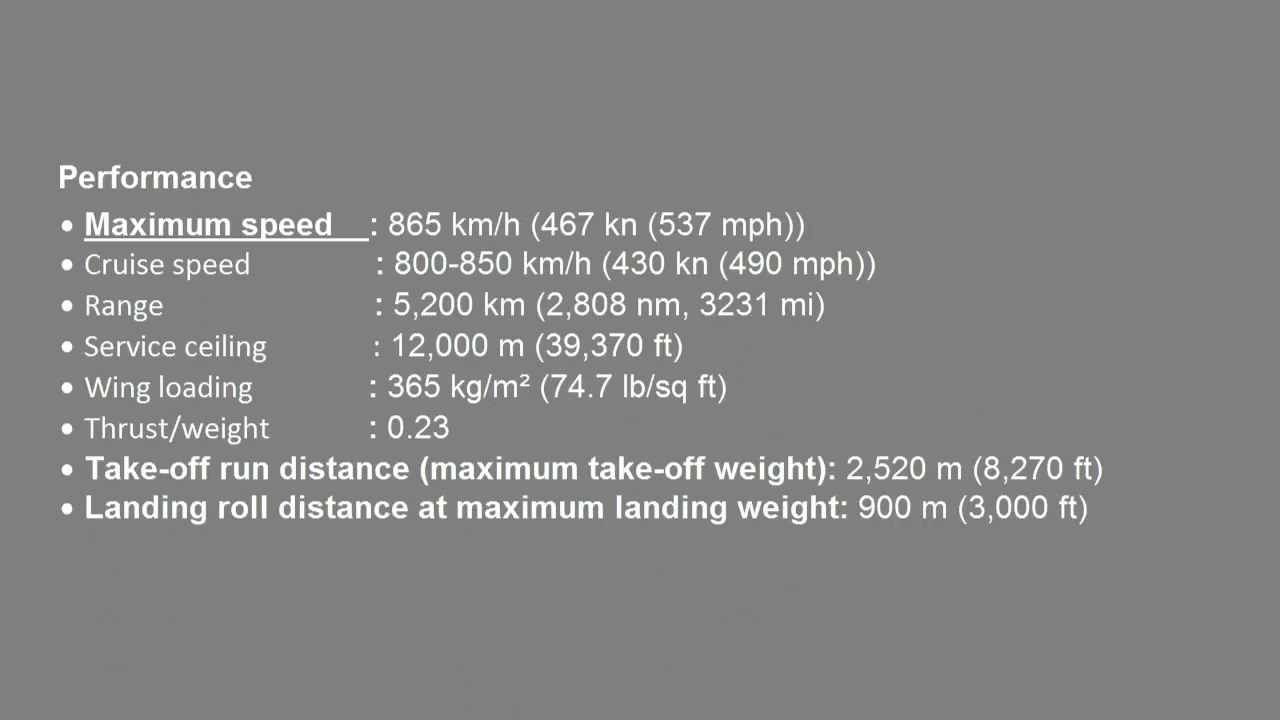 Performance
• Maximum speed : 865 km/h (467 kn (537 mph))
• Cruise speed : 800-850 km/h (430 kn (490 mph))
• Range : 5,200 km (2,808 nm, 3231 mi)
• Service ceiling : 12,000 m (39,370 ft)
• Wing loading : 365 kg/m² (74.7 lb/sq ft)
• Thrust/weight : 0.23
• Take-off run distance (maximum take-off weight): 2,520 m (8,270 ft)
• Landing roll distance at maximum landing weight: 900 m (3,000 ft)